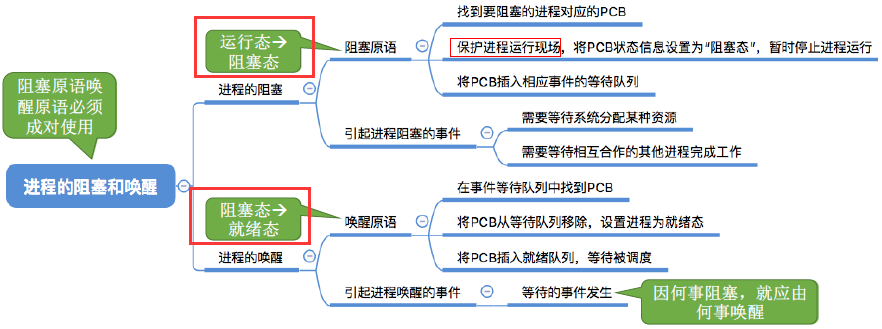 找到要阻塞的进程对应的PCB
运行态→
阻塞态
阻塞原语
保护进程运行现场，将PCB状态信息设置为“阻塞态”，暂时停止进程运行
将PCB插入相应事件的等待队列
进程的阻塞
阻塞原语唤
醒原语必须
成对使用
需要等待系统分配某种资源
引起进程阻塞的事件
需要等待相互合作的其他进程完成工作
进程的阻塞和唤醒
在事件等待队列中找到PCB
阻塞态→
就绪态
唤醒原语
将PCB从等待队列移除，设置进程为就绪态
将PCB插入就绪队列，等待被调度
进程的唤醒
引起进程唤醒的事件
等待的事件发生
因何事阻塞，就应由
何事唤醒